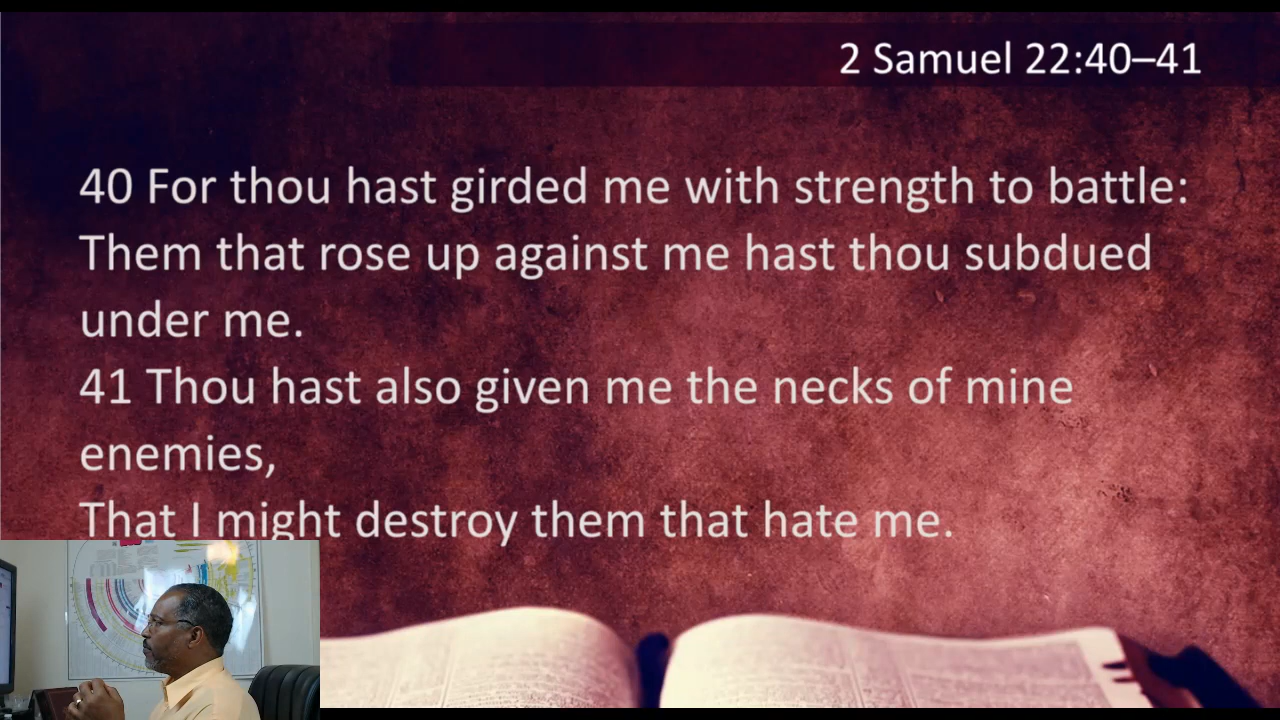 2 Samuel 22:40–41
40 For thou hast girded me with strength to battle:
Them that rose up against me hast thou subdued
under me.
41 Thou hast also given me the necks of mine
enemies,
That I might destroy them that hate me.